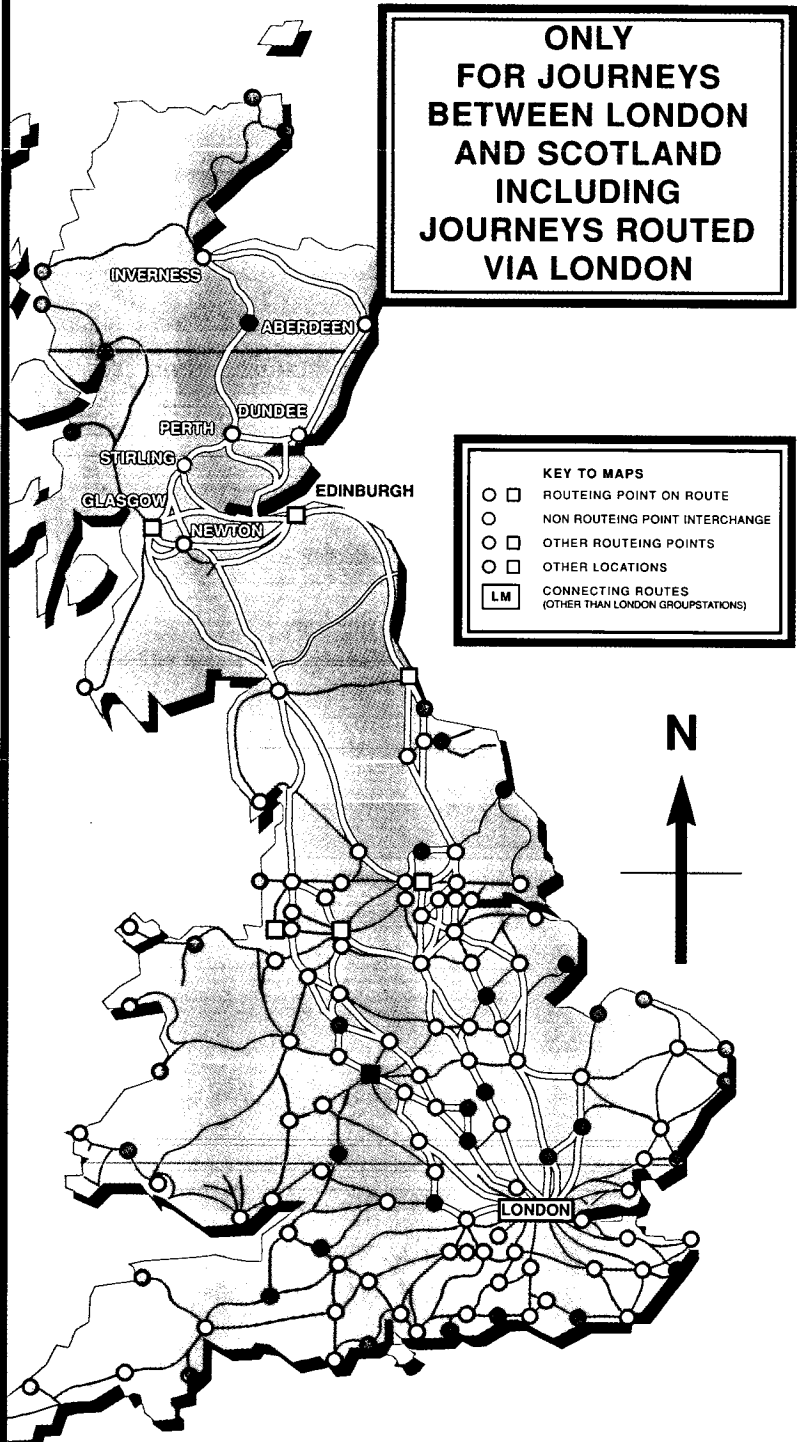 ONLY
FOR JOURNEYS
BETWEEN LONDON
AND SCOTLAND
INCLUDING
JOURNEYS ROUTED
VIA LONDON
INVERNESS
ABERDEEN
DUNDEE
PERTH
STIRLING
GLASGOW
EDINBURGH
NEWTON
KEY TO MAPS
ROUTEING POINT ON ROUTE
NON ROUTEING POINT INTERCHANGE
OTHER ROUTEING POINTS
OTHER LOCATIONS
LM CONNECTING ROUTES
(OTHER THAN LONDON GROUPSTATIONS)
N
LONDON